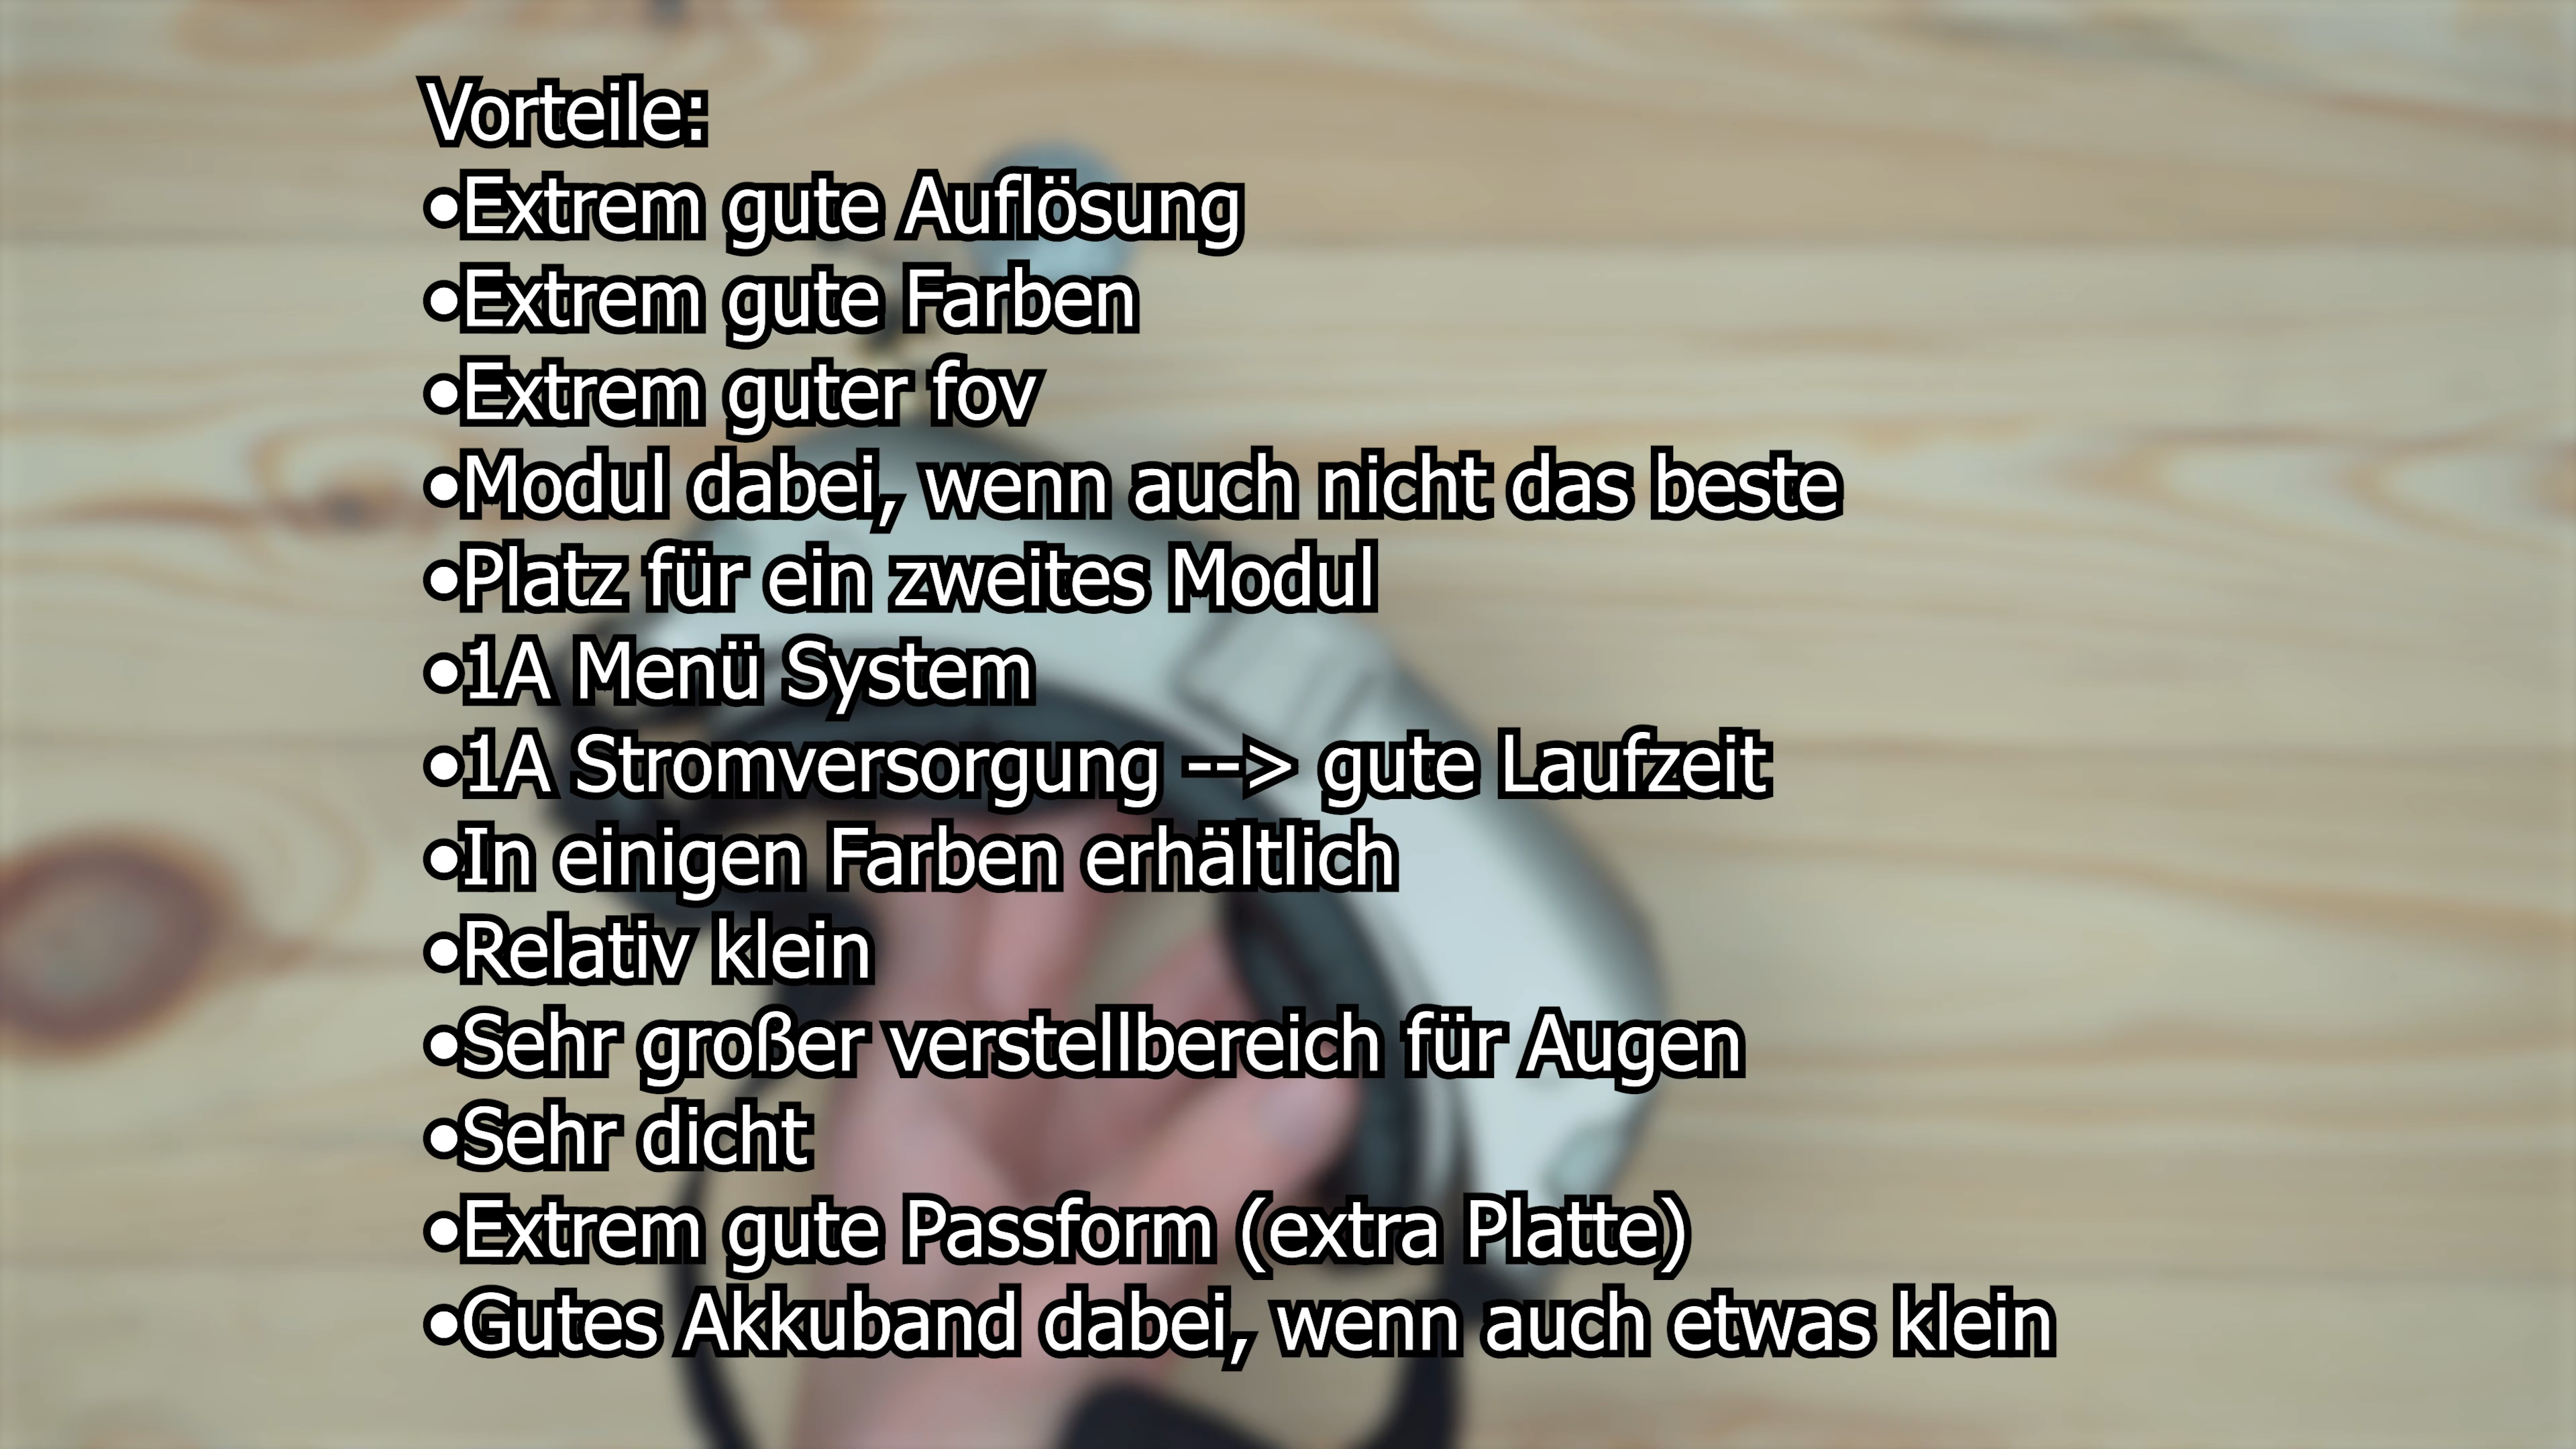 Vorteile:
•Extrem gute Auflösung
•Extrem gute Farben
•Extrem guter fov
•Modul dabei, wenn auch nicht das beste
•Platz für ein zweites Modul
•1A Menü System
•1A Stromversorgung --> gute Laufzeit
•In einigen Farben erhältlich
•Relativ klein
•Sehr großer verstellbereich für Augen
•Sehr dicht
•Extrem gute Passform (extra Platte)
•Gutes Akkuband dabei, wenn auch etwas klein